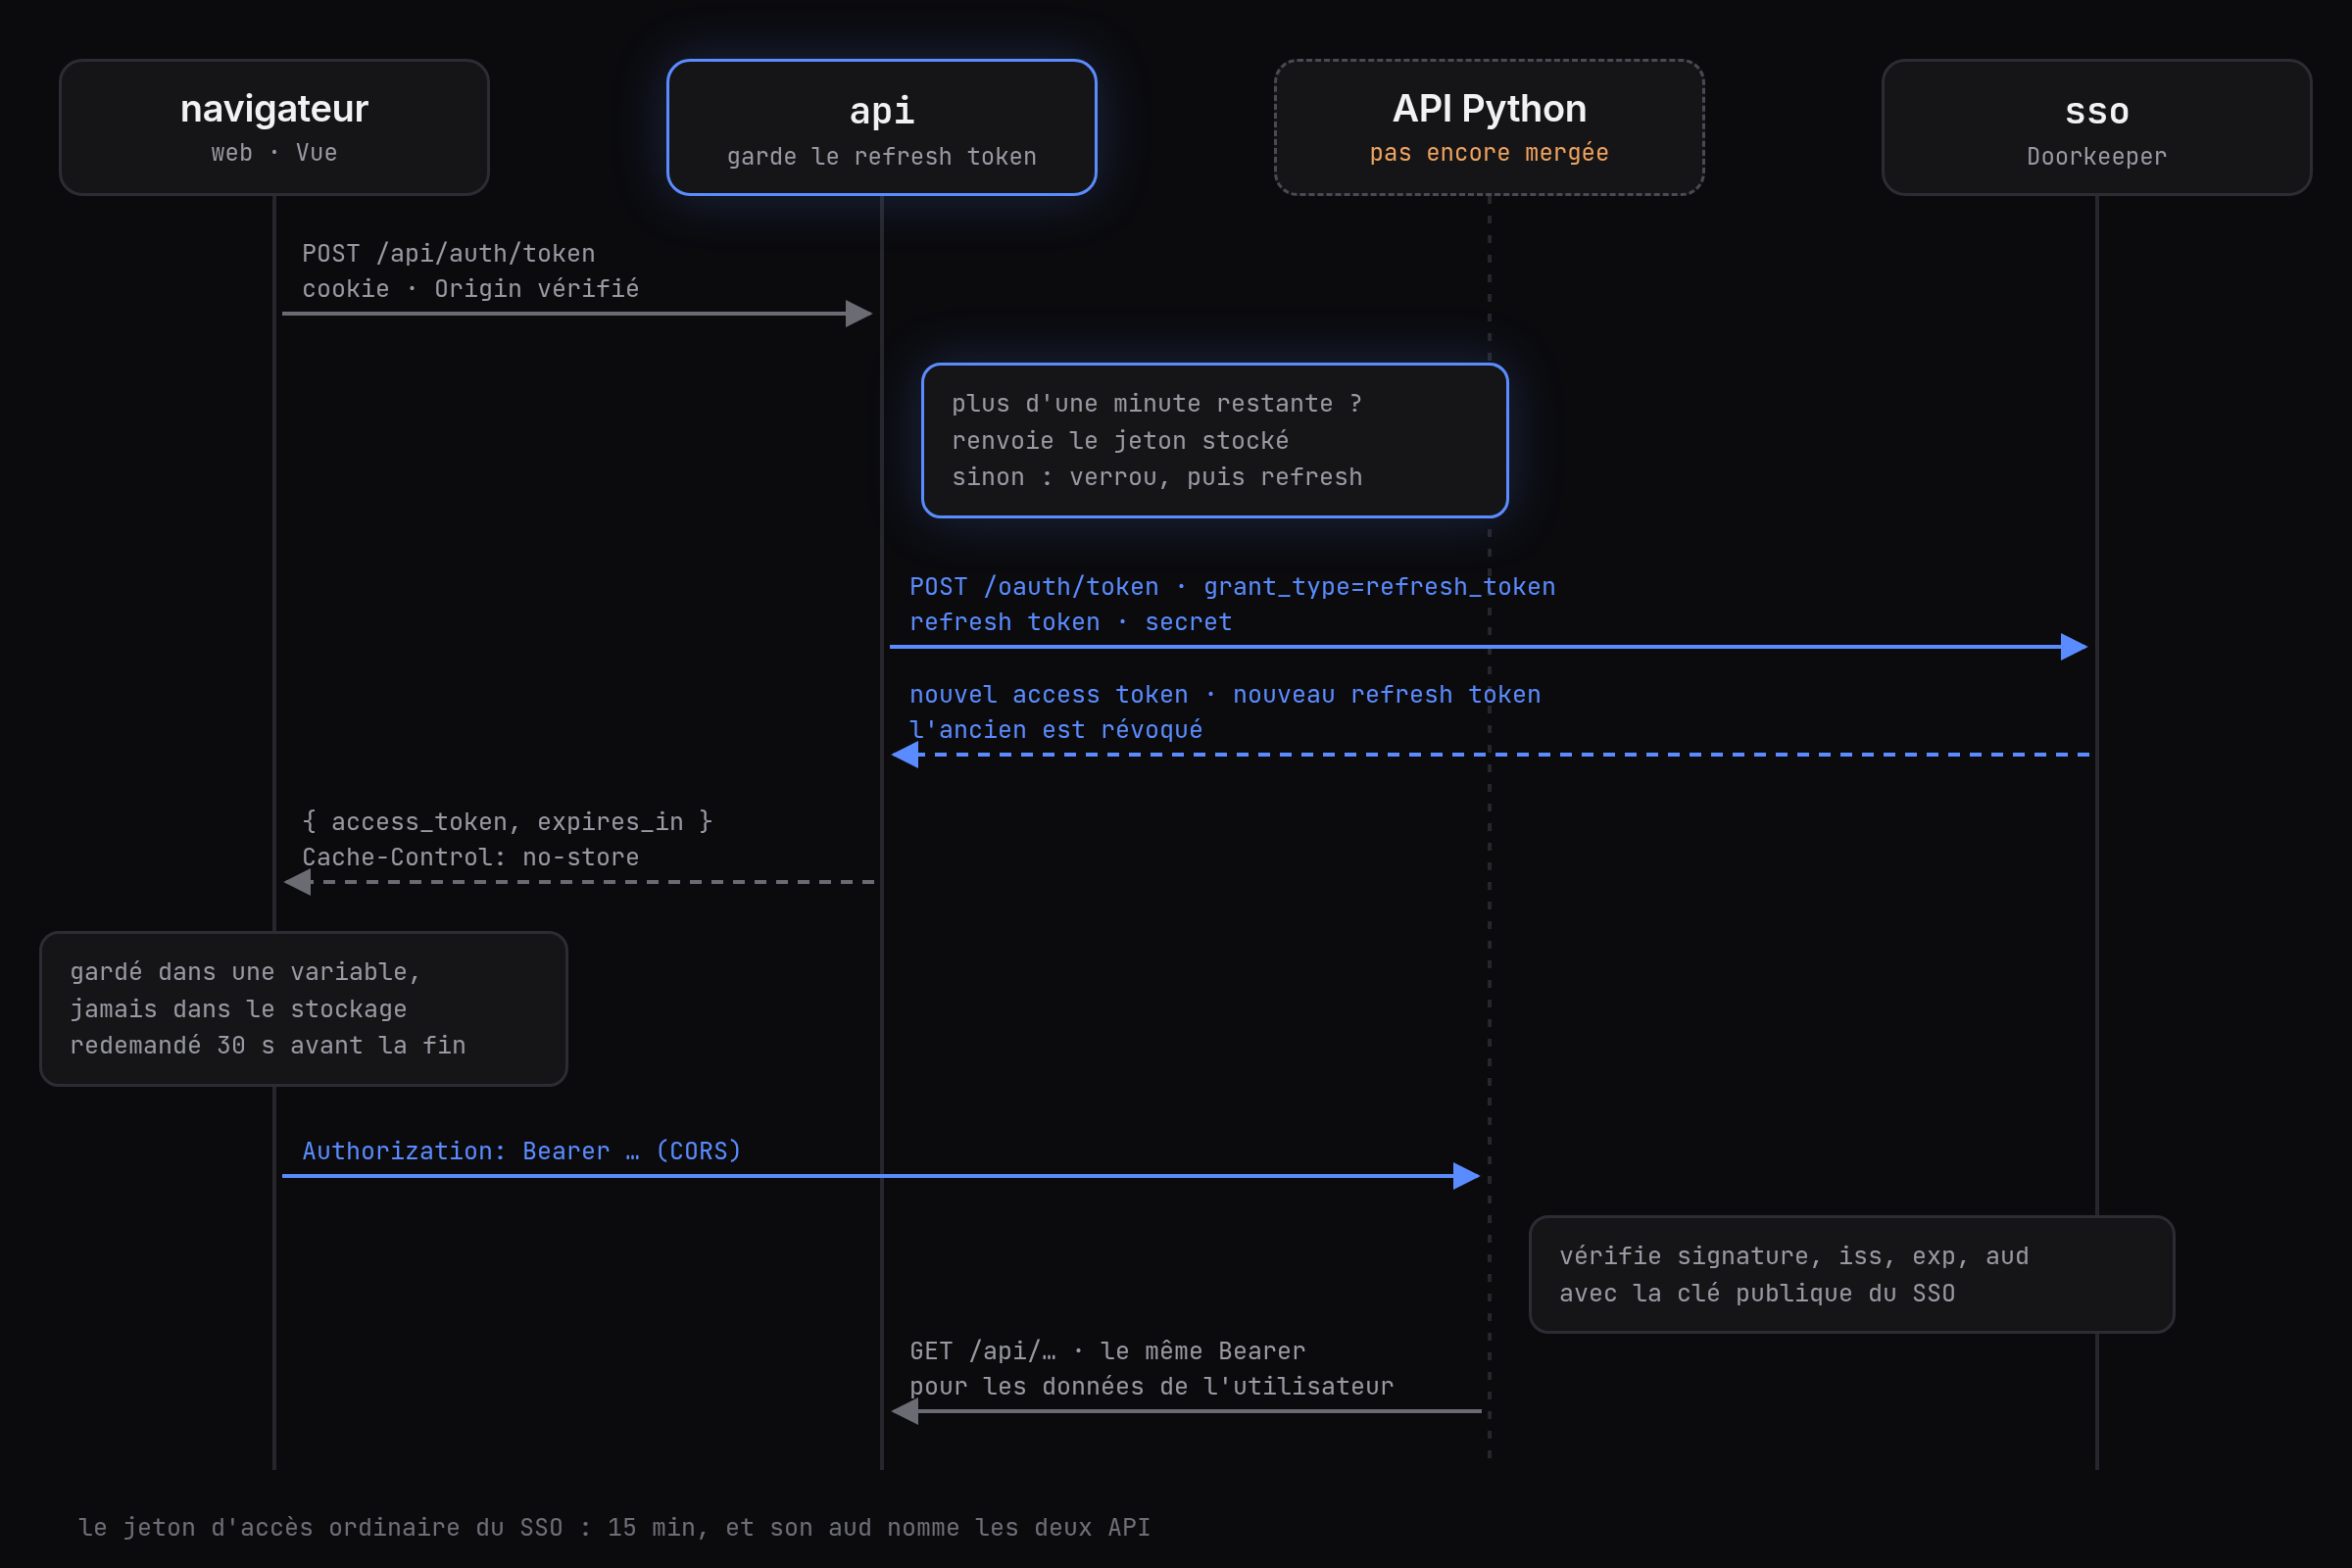 navigateur
web · Vue
api
garde le refresh token
API Python
pas encore mergée
sso
Doorkeeper
POST /api/auth/token
cookie · Origin vérifié
plus d'une minute restante ?
renvoie le jeton stocké
sinon : verrou, puis refresh
POST /oauth/token · grant_type=refresh_token
refresh token · secret
nouvel access token · nouveau refresh token
l'ancien est révoqué
{ access_token, expires_in }
Cache-Control: no-store
gardé dans une variable,
jamais dans le stockage
redemandé 30 s avant la fin
Authorization: Bearer … (CORS)
vérifie signature, iss, exp, aud
avec la clé publique du SSO
GET /api/… · le même Bearer
pour les données de l'utilisateur
le jeton d'accès ordinaire du SSO : 15 min, et son aud nomme les deux API